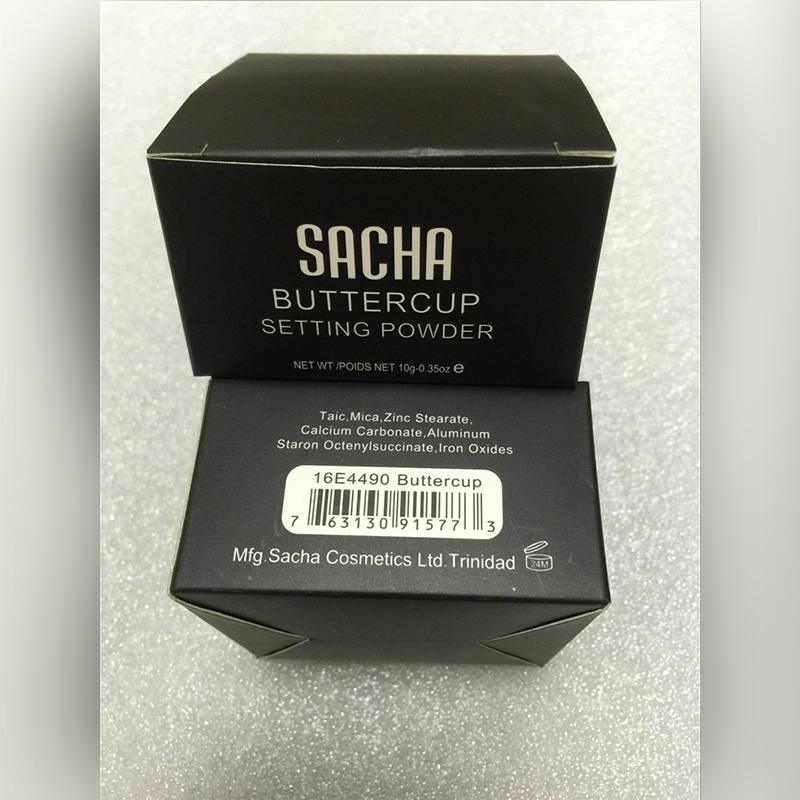 SACHA
BUTTERCUP
SETTING POWDER
NET WT /POIDS NET 10g-0.35oz e
Taic,Mica,Zinc Stearate,
Calcium Carbonate,Aluminum
Staron Octenylsuccinate,Iron Oxides
16E4490 Buttercup
7 63130 91577 3
Mfg.Sacha Cosmetics Ltd.Trinidad
24M